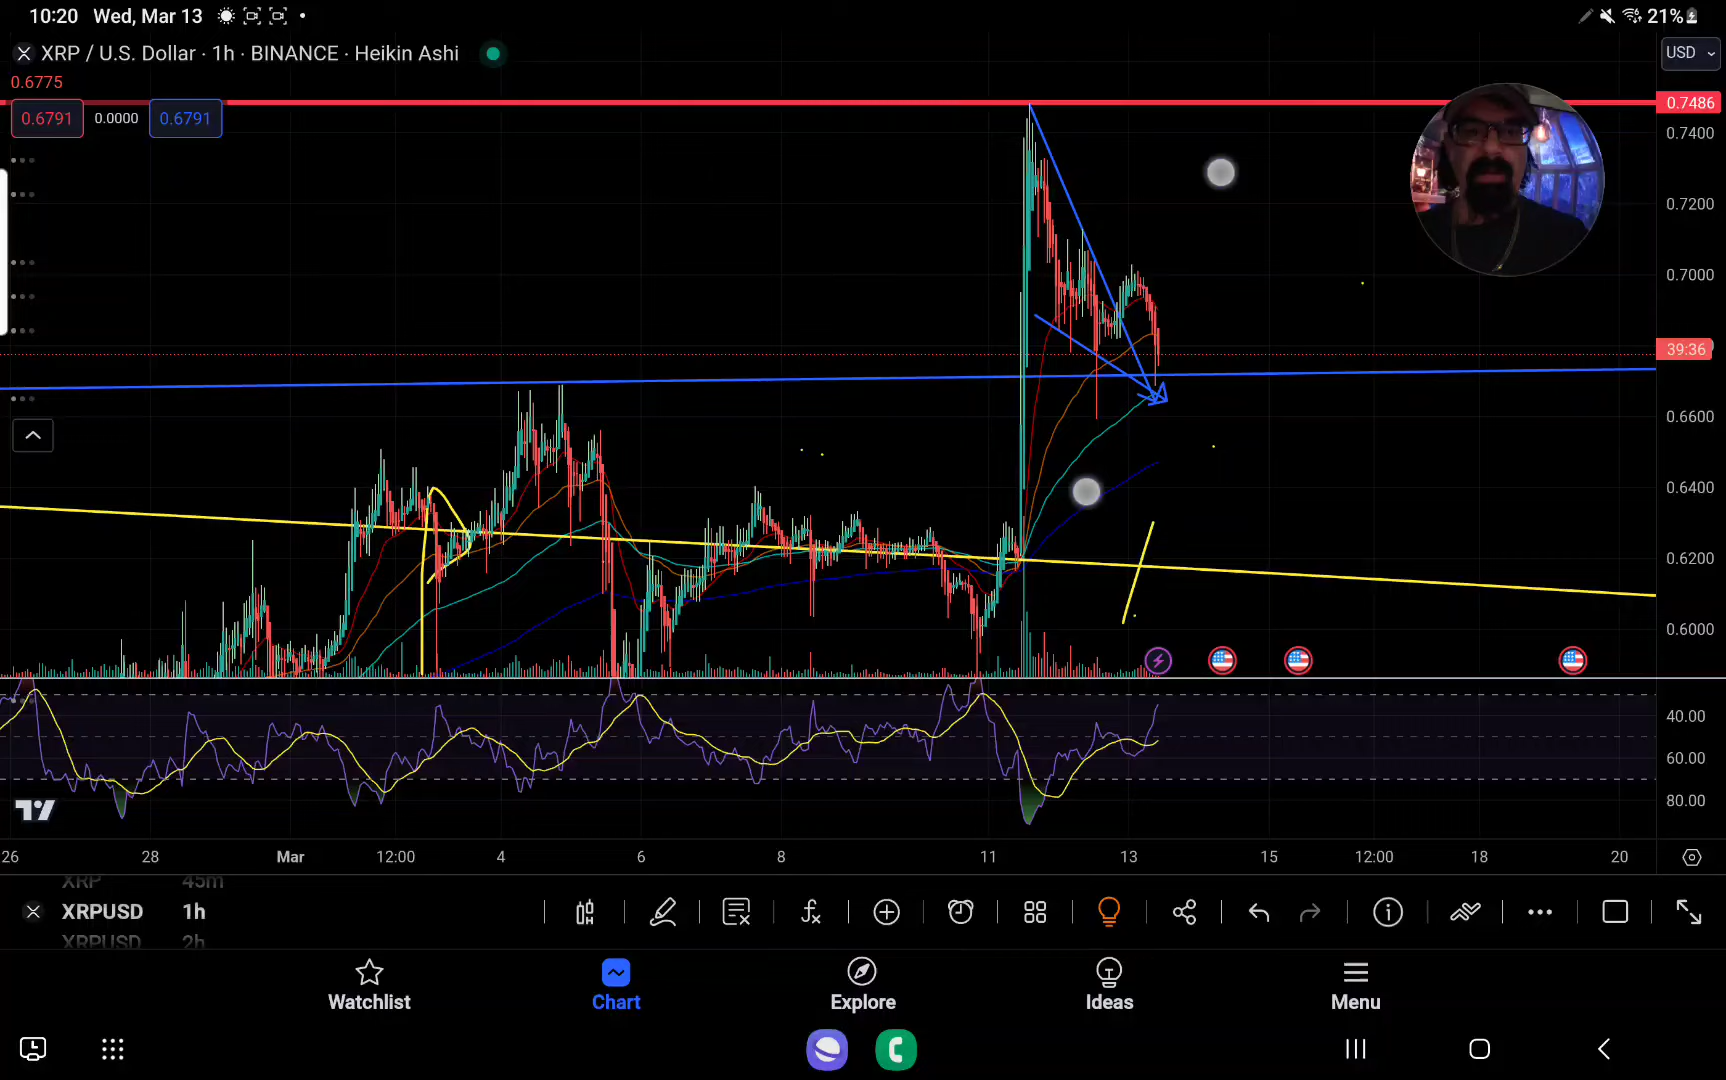 10:20 Wed, Mar 13 21%
XRP / U.S. Dollar · 1h · BINANCE · Heikin Ashi
USD
0.6775
0.6791 0.0000 0.6791
0.7486
0.7400
0.7200
0.7000
39:36
0.6600
0.6400
0.6200
0.6000
40.00
60.00
80.00
26 28 Mar 12:00 4 6 8 11 13 15 12:00 18 20
XRP 45m
XRPUSD 1h
XRPUSD 2h
Watchlist Chart Explore Ideas Menu